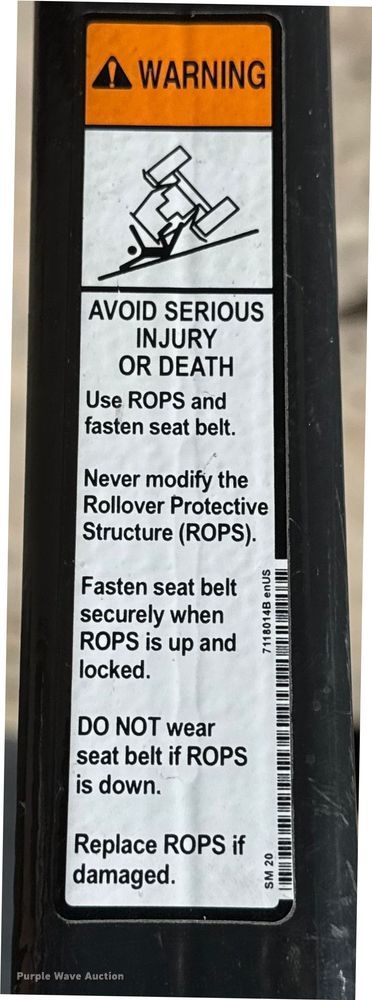 WARNING
AVOID SERIOUS
INJURY
OR DEATH
Use ROPS and
fasten seat belt.
Never modify the
Rollover Protective
Structure (ROPS).
Fasten seat belt
securely when
ROPS is up and
locked.
DO NOT wear
seat belt if ROPS
is down.
Replace ROPS if
damaged.
7118014B enUS
SM 20
Purple Wave Auction